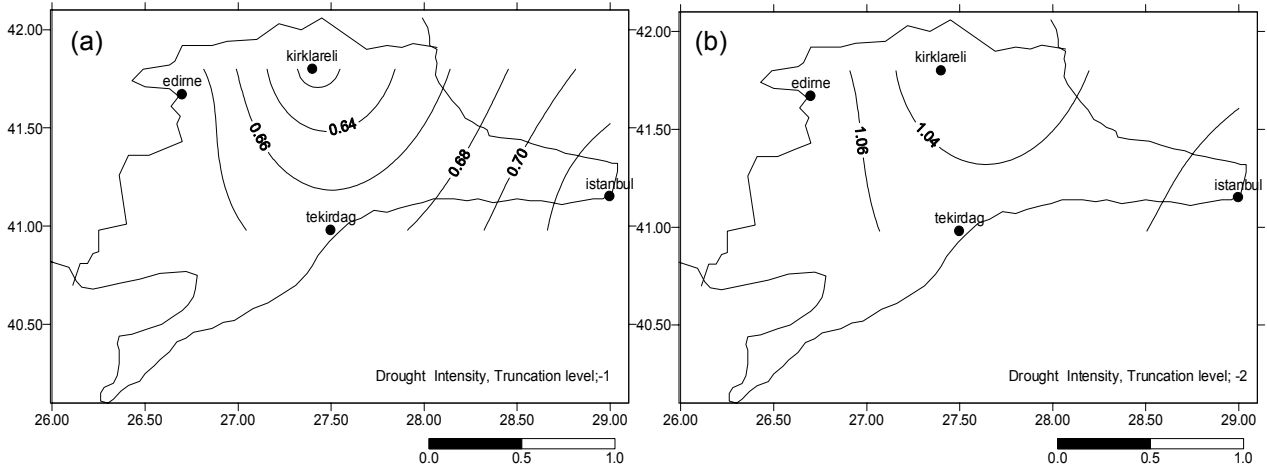 (a)
kirklareli
edirne
0.66
0.64
0.68
0.70
istanbul
tekirdag
Drought Intensity, Truncation level;-1
42.00
41.50
41.00
40.50
26.00 26.50 27.00 27.50 28.00 28.50 29.00
0.0 0.5 1.0
(b)
kirklareli
edirne
1.06
1.04
istanbul
tekirdag
Drought Intensity, Truncation level; -2
42.00
41.50
41.00
40.50
26.00 26.50 27.00 27.50 28.00 28.50 29.00
0.0 0.5 1.0